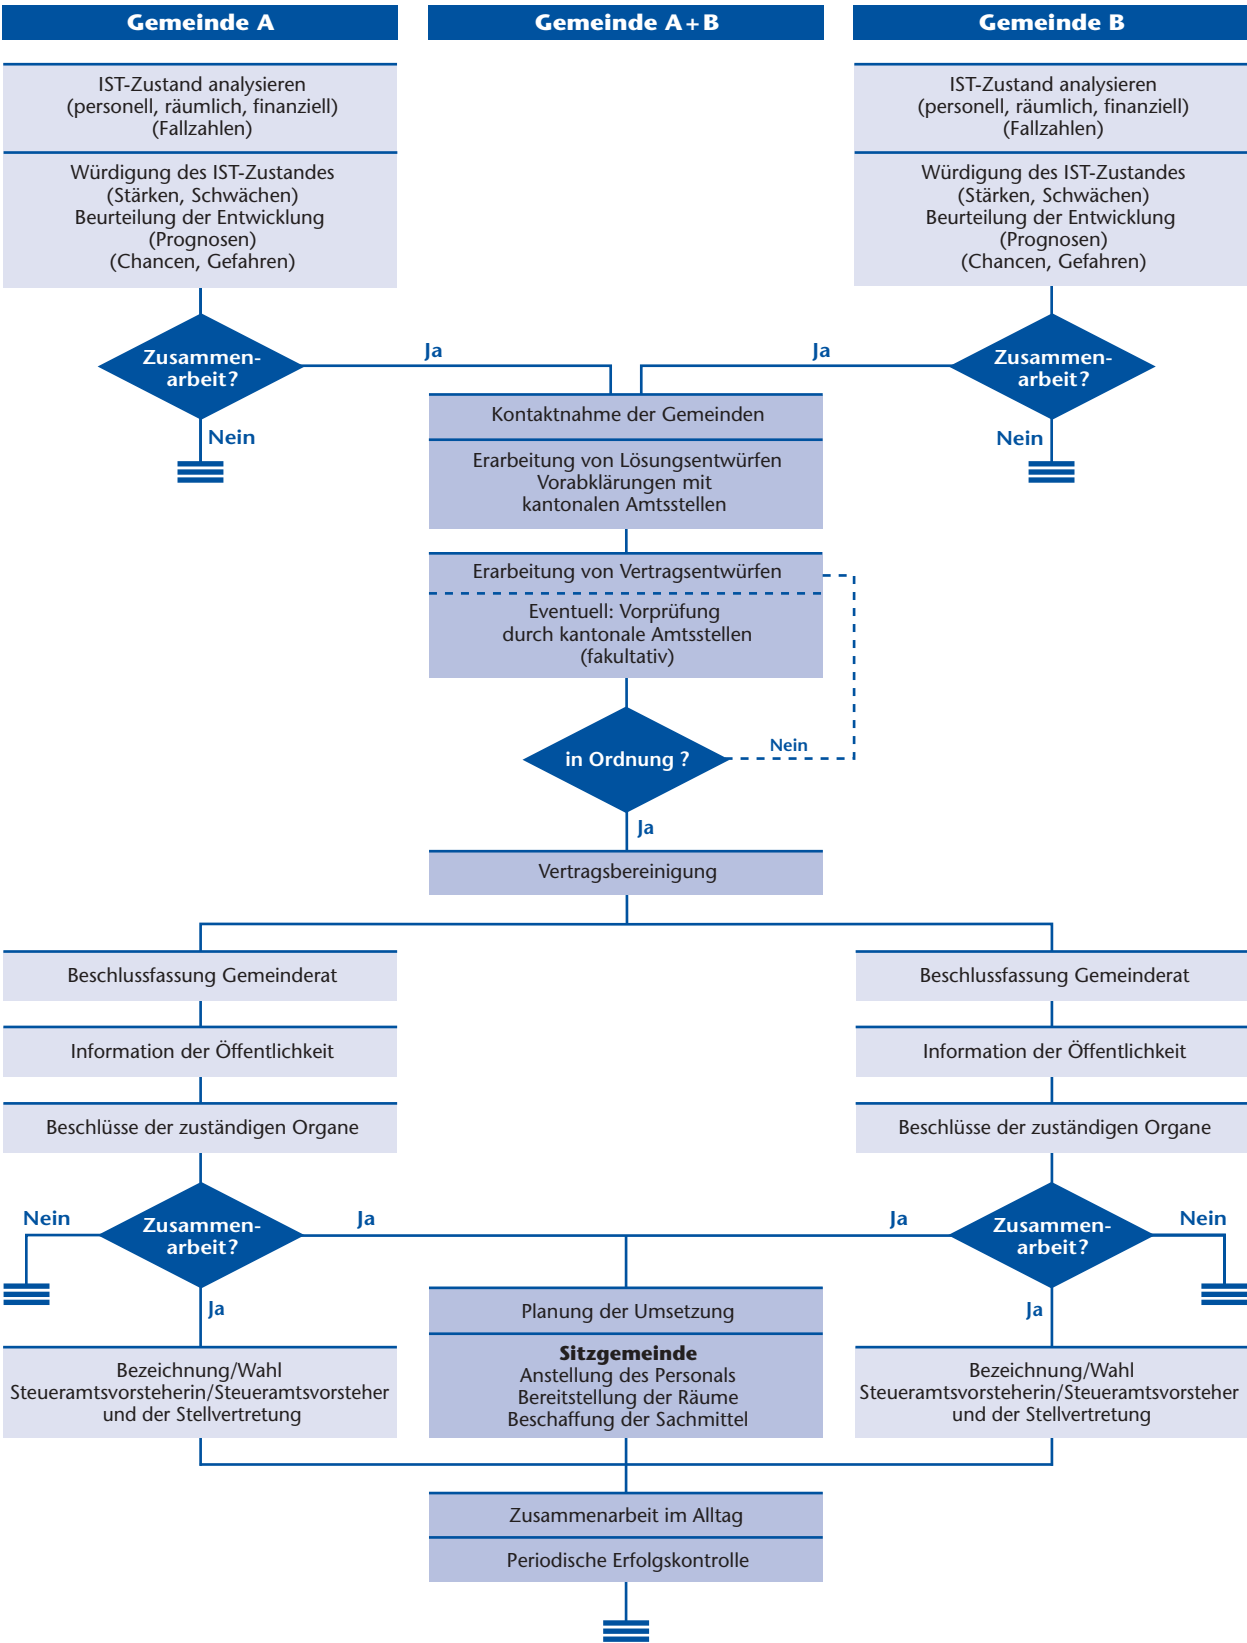 Gemeinde A
Gemeinde A+B
Gemeinde B
IST-Zustand analysieren
(personell, räumlich, finanziell)
(Fallzahlen)
Würdigung des IST-Zustandes
(Stärken, Schwächen)
Beurteilung der Entwicklung
(Prognosen)
(Chancen, Gefahren)
IST-Zustand analysieren
(personell, räumlich, finanziell)
(Fallzahlen)
Würdigung des IST-Zustandes
(Stärken, Schwächen)
Beurteilung der Entwicklung
(Prognosen)
(Chancen, Gefahren)
Zusammen-
arbeit?
Ja
Nein
Ja
Zusammen-
arbeit?
Nein
Kontaktnahme der Gemeinden
Erarbeitung von Lösungsentwürfen
Vorabklärungen mit
kantonalen Amtsstellen
Erarbeitung von Vertragsentwürfen
Eventuell: Vorprüfung
durch kantonale Amtsstellen
(fakultativ)
in Ordnung ?
Nein
Ja
Vertragsbereinigung
Beschlussfassung Gemeinderat
Information der Öffentlichkeit
Beschlüsse der zuständigen Organe
Beschlussfassung Gemeinderat
Information der Öffentlichkeit
Beschlüsse der zuständigen Organe
Nein
Zusammen-
arbeit?
Ja
Ja
Ja
Zusammen-
arbeit?
Nein
Ja
Bezeichnung/Wahl
Steueramtsvorsteherin/Steueramtsvorsteher
und der Stellvertretung
Planung der Umsetzung
Sitzgemeinde
Anstellung des Personals
Bereitstellung der Räume
Beschaffung der Sachmittel
Bezeichnung/Wahl
Steueramtsvorsteherin/Steueramtsvorsteher
und der Stellvertretung
Zusammenarbeit im Alltag
Periodische Erfolgskontrolle